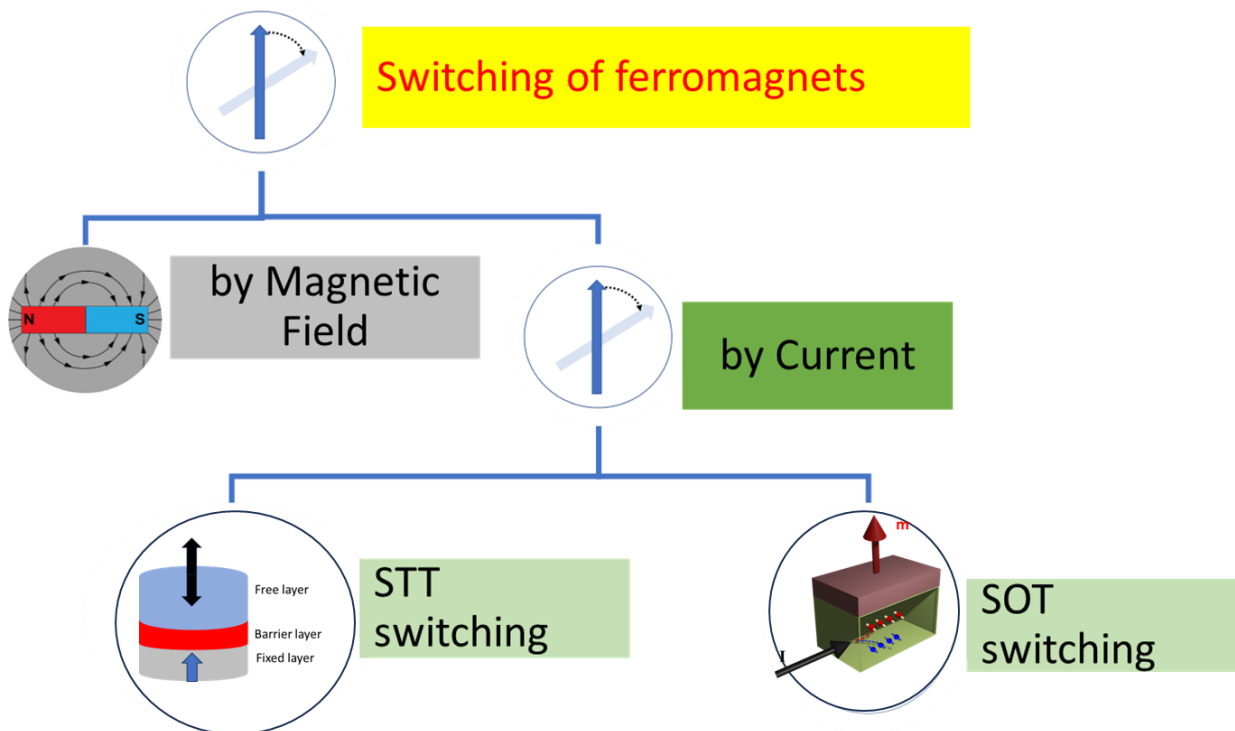 Switching of ferromagnets
N
S
by Magnetic
Field
by Current
Free layer
Barrier layer
Fixed layer
STT
switching
m
J
SOT
switching